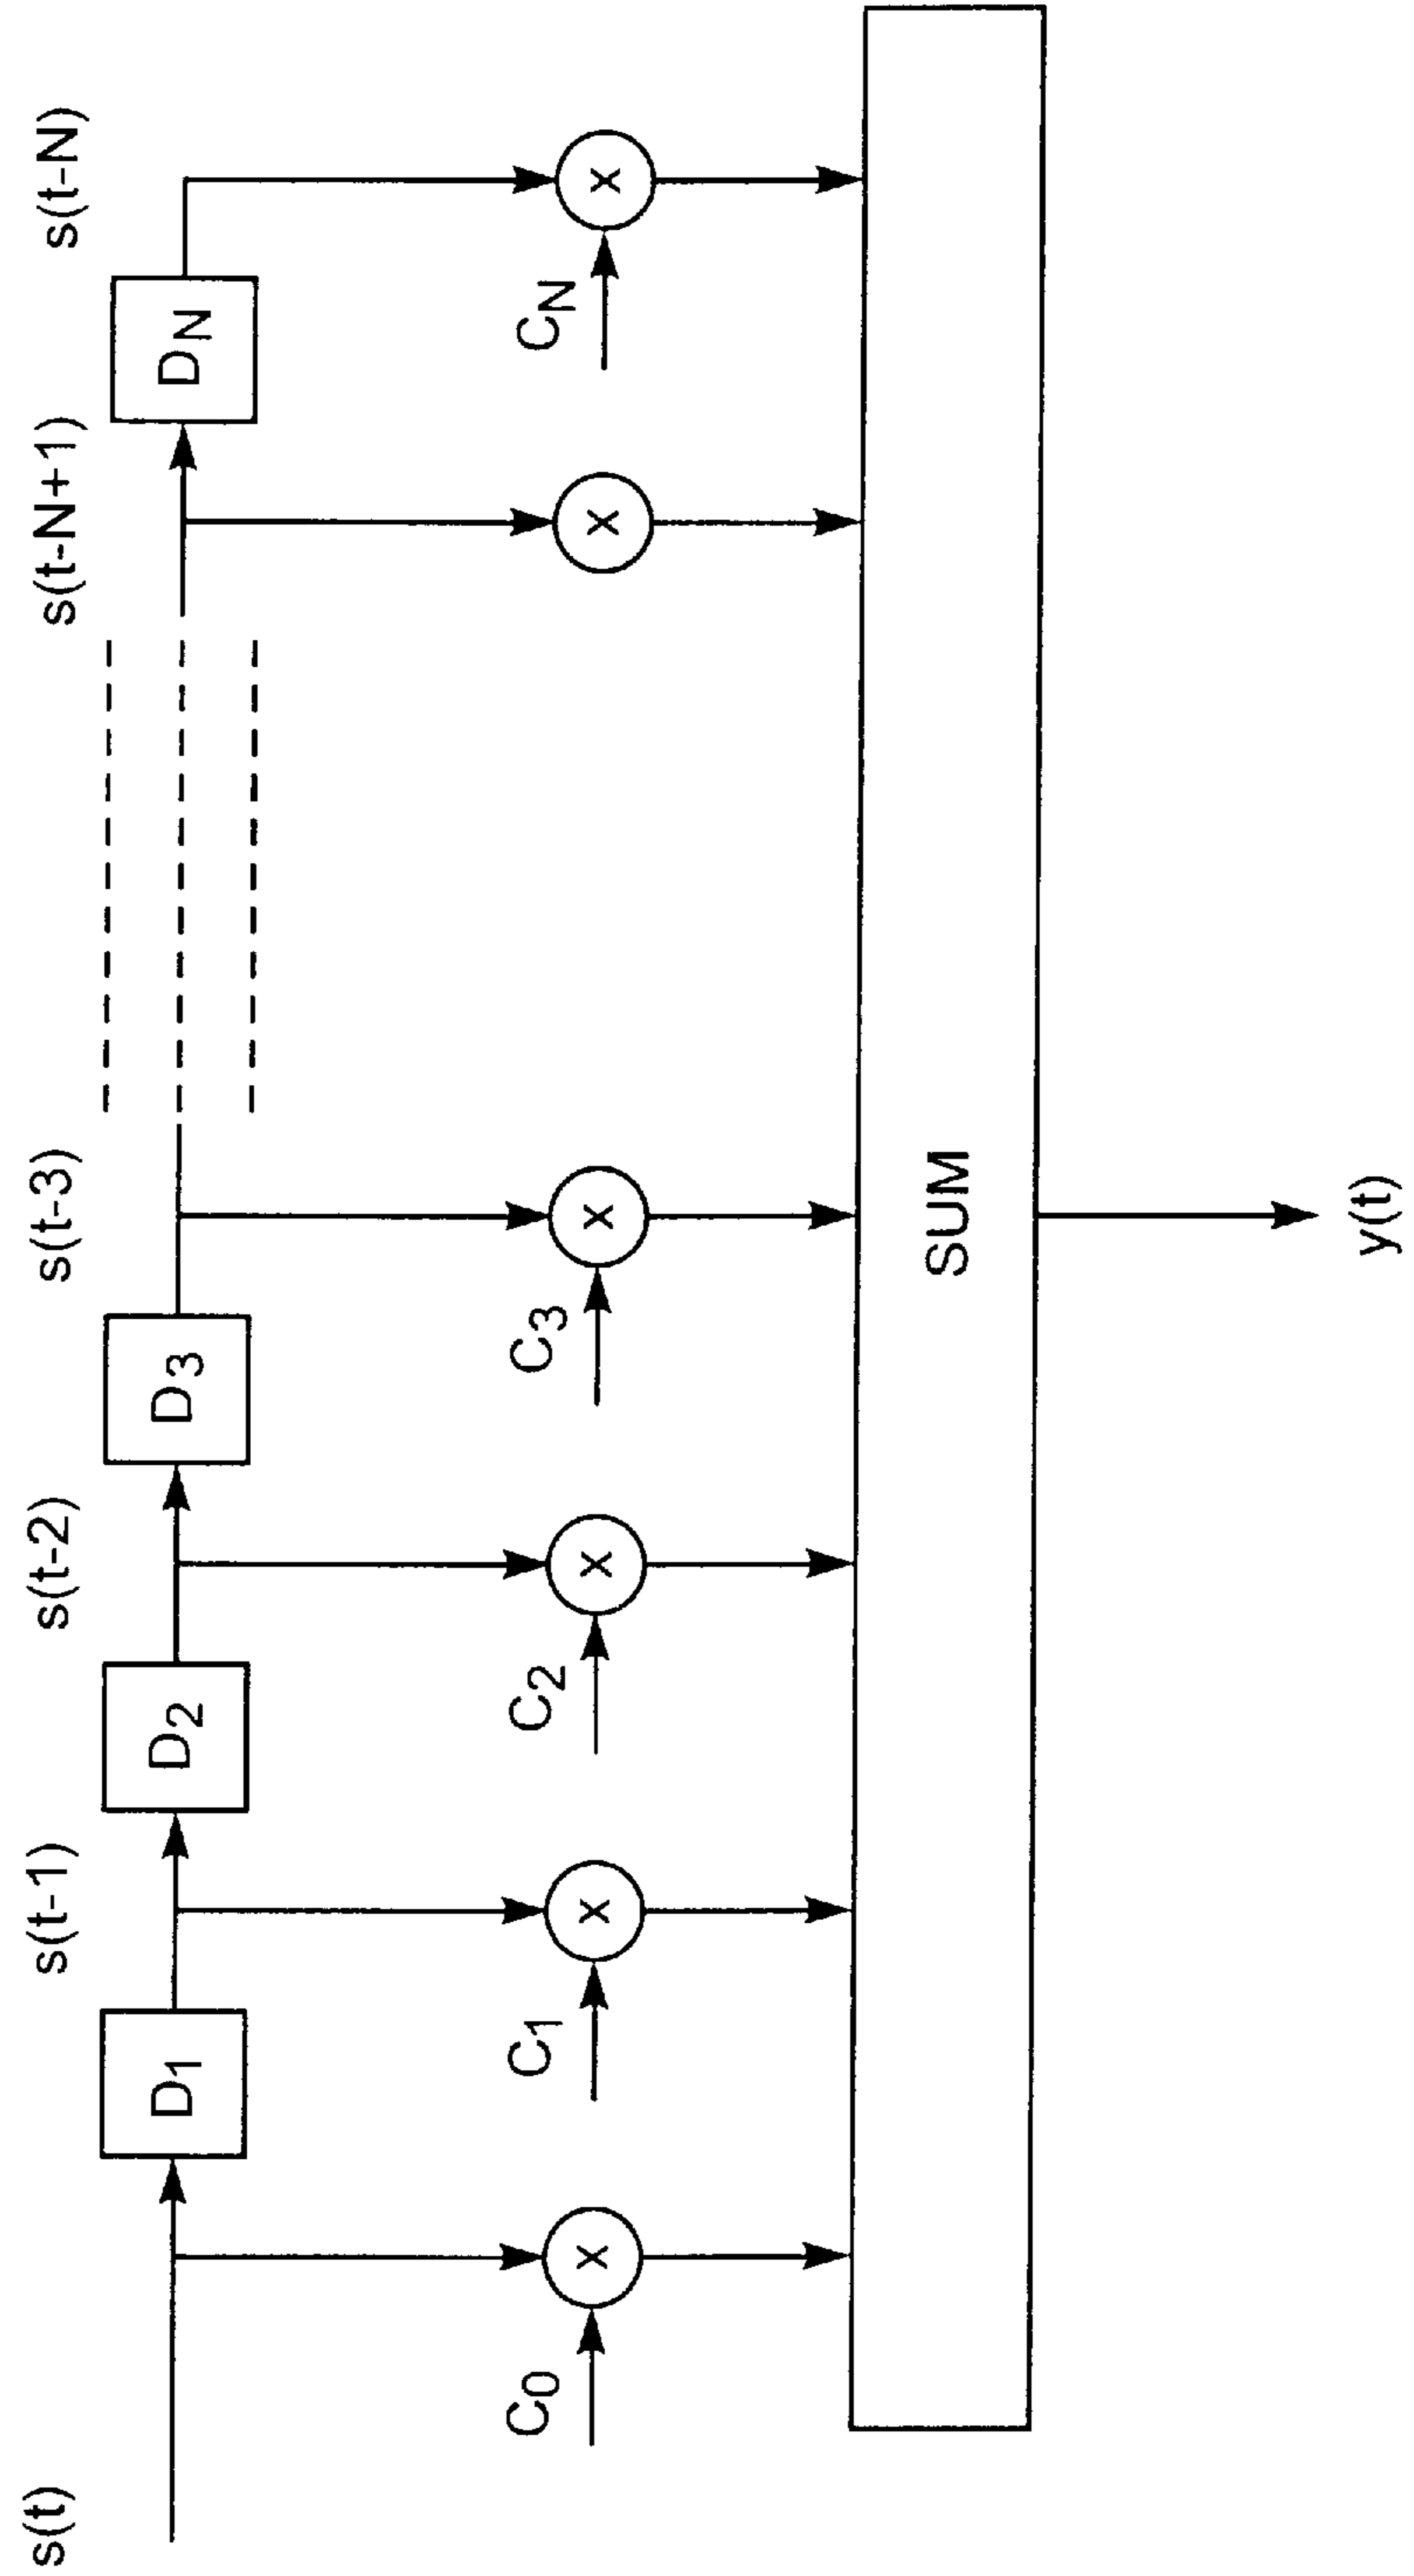 s(t) s(t-1) s(t-2) s(t-3) s(t-N+1) s(t-N)
D1 D2 D3 DN
C0 C1 C2 C3 CN
x x x x x x
SUM
y(t)